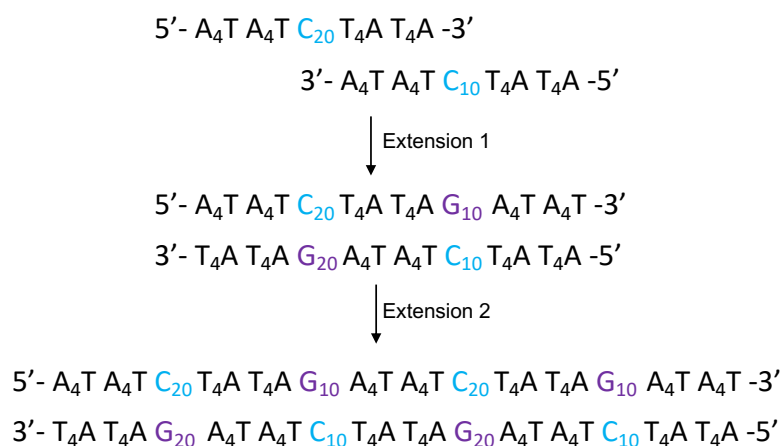 5’- A₄T A₄T C₂₀ T₄A T₄A -3’
3’- A₄T A₄T C₁₀ T₄A T₄A -5’
Extension 1
5’- A₄T A₄T C₂₀ T₄A T₄A G₁₀ A₄T A₄T -3’
3’- T₄A T₄A G₂₀ A₄T A₄T C₁₀ T₄A T₄A -5’
Extension 2
5’- A₄T A₄T C₂₀ T₄A T₄A G₁₀ A₄T A₄T C₂₀ T₄A T₄A G₁₀ A₄T A₄T -3’
3’- T₄A T₄A G₂₀ A₄T A₄T C₁₀ T₄A T₄A G₂₀ A₄T A₄T C₁₀ T₄A T₄A -5’